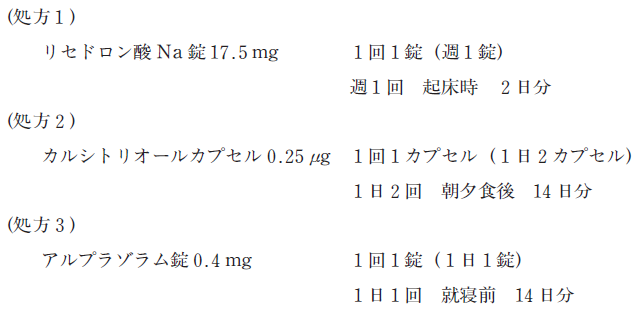 (処方1)
リセドロン酸 Na 錠 17.5 mg 1回1錠 (週1錠)
週1回 起床時 2日分
(処方2)
カルシトリオールカプセル 0.25 μg 1回1カプセル (1日2カプセル)
1日2回 朝夕食後 14日分
(処方3)
アルプラゾラム錠 0.4 mg 1回1錠 (1日1錠)
1日1回 就寝前 14日分